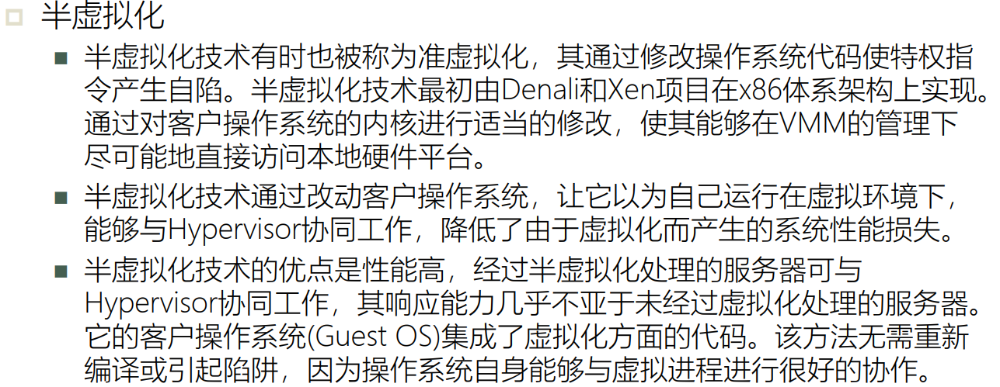 半虚拟化
半虚拟化技术有时也被称为准虚拟化，其通过修改操作系统代码使特权指
令产生自陷。半虚拟化技术最初由Denali和Xen项目在x86体系架构上实现。
通过对客户操作系统的内核进行适当的修改，使其能够在VMM的管理下
尽可能地直接访问本地硬件平台。
半虚拟化技术通过改动客户操作系统，让它以为自己运行在虚拟环境下，
能够与Hypervisor协同工作，降低了由于虚拟化而产生的系统性能损失。
半虚拟化技术的优点是性能高，经过半虚拟化处理的服务器可与
Hypervisor协同工作，其响应能力几乎不亚于未经过虚拟化处理的服务器。
它的客户操作系统(Guest OS)集成了虚拟化方面的代码。该方法无需重新
编译或引起陷阱，因为操作系统自身能够与虚拟进程进行很好的协作。